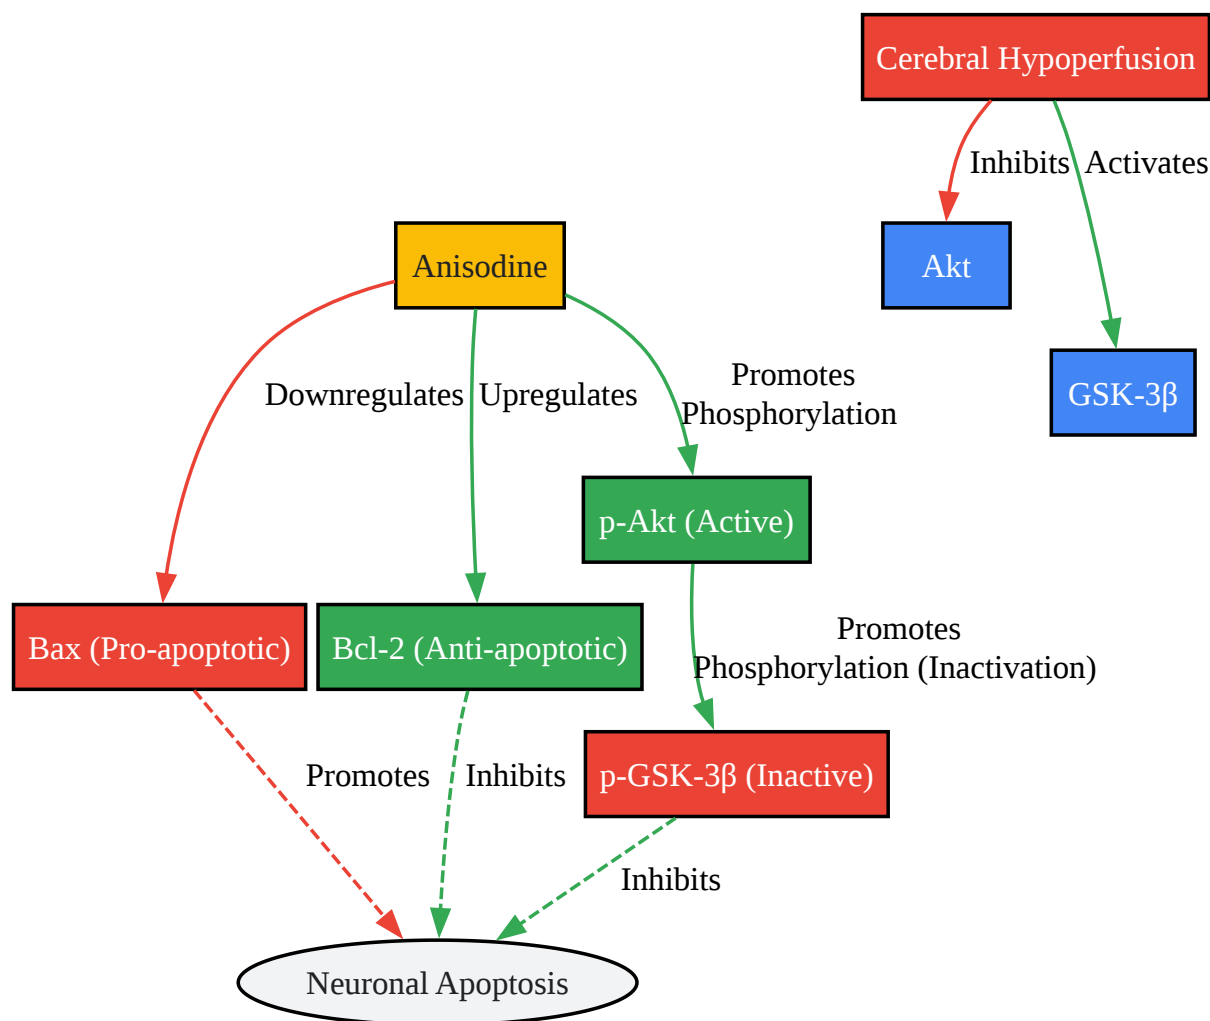 Cerebral Hypoperfusion
Inhibits
Activates
Anisodine
Akt
Downregulates
Upregulates
Promotes
Phosphorylation
GSK-3β
p-Akt (Active)
Bax (Pro-apoptotic)
Bcl-2 (Anti-apoptotic)
Promotes
Phosphorylation (Inactivation)
Promotes
Inhibits
p-GSK-3β (Inactive)
Inhibits
Neuronal Apoptosis